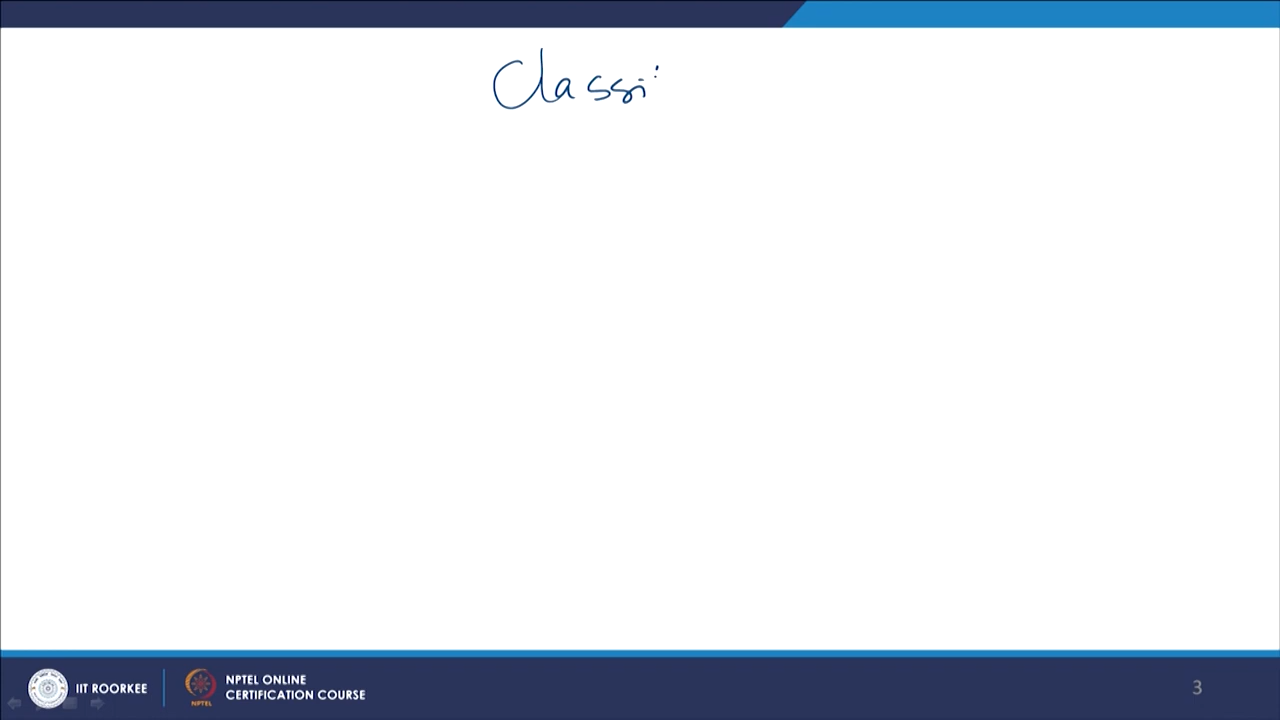 Classi
IIT ROORKEE
NPTEL ONLINE
CERTIFICATION COURSE
3